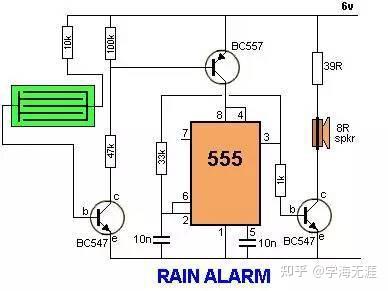 6v
10k
100k
BC557
39R
8R
spkr
47k
33k
8
4
7
3
555
1k
6
2
b
c
e
BC547
10n
1
5
10n
b
c
e
BC547
RAIN ALARM
知乎 @学海无涯